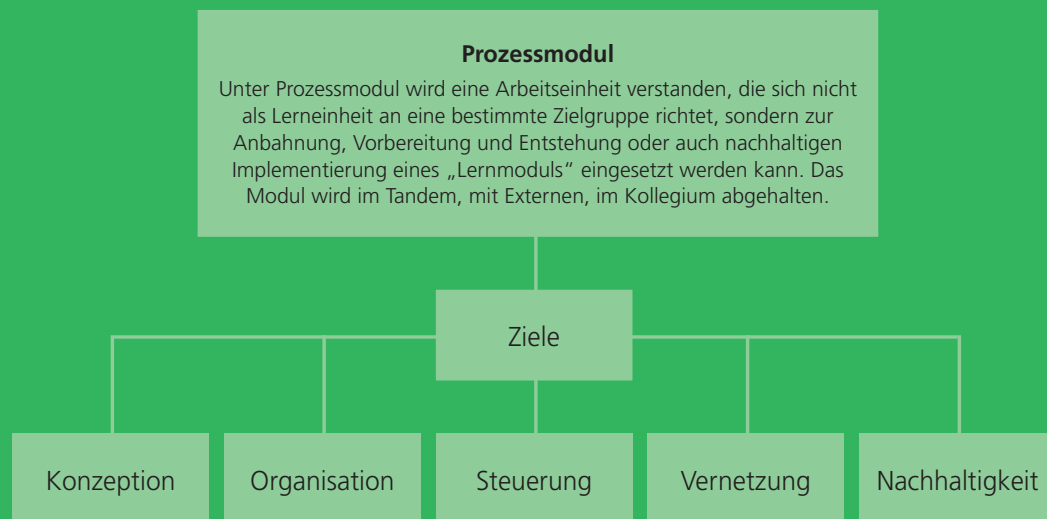 Prozessmodul
Unter Prozessmodul wird eine Arbeitseinheit verstanden, die sich nicht
als Lerneinheit an eine bestimmte Zielgruppe richtet, sondern zur
Anbahnung, Vorbereitung und Entstehung oder auch nachhaltigen
Implementierung eines „Lernmoduls“ eingesetzt werden kann. Das
Modul wird im Tandem, mit Externen, im Kollegium abgehalten.
Ziele
Konzeption
Organisation
Steuerung
Vernetzung
Nachhaltigkeit